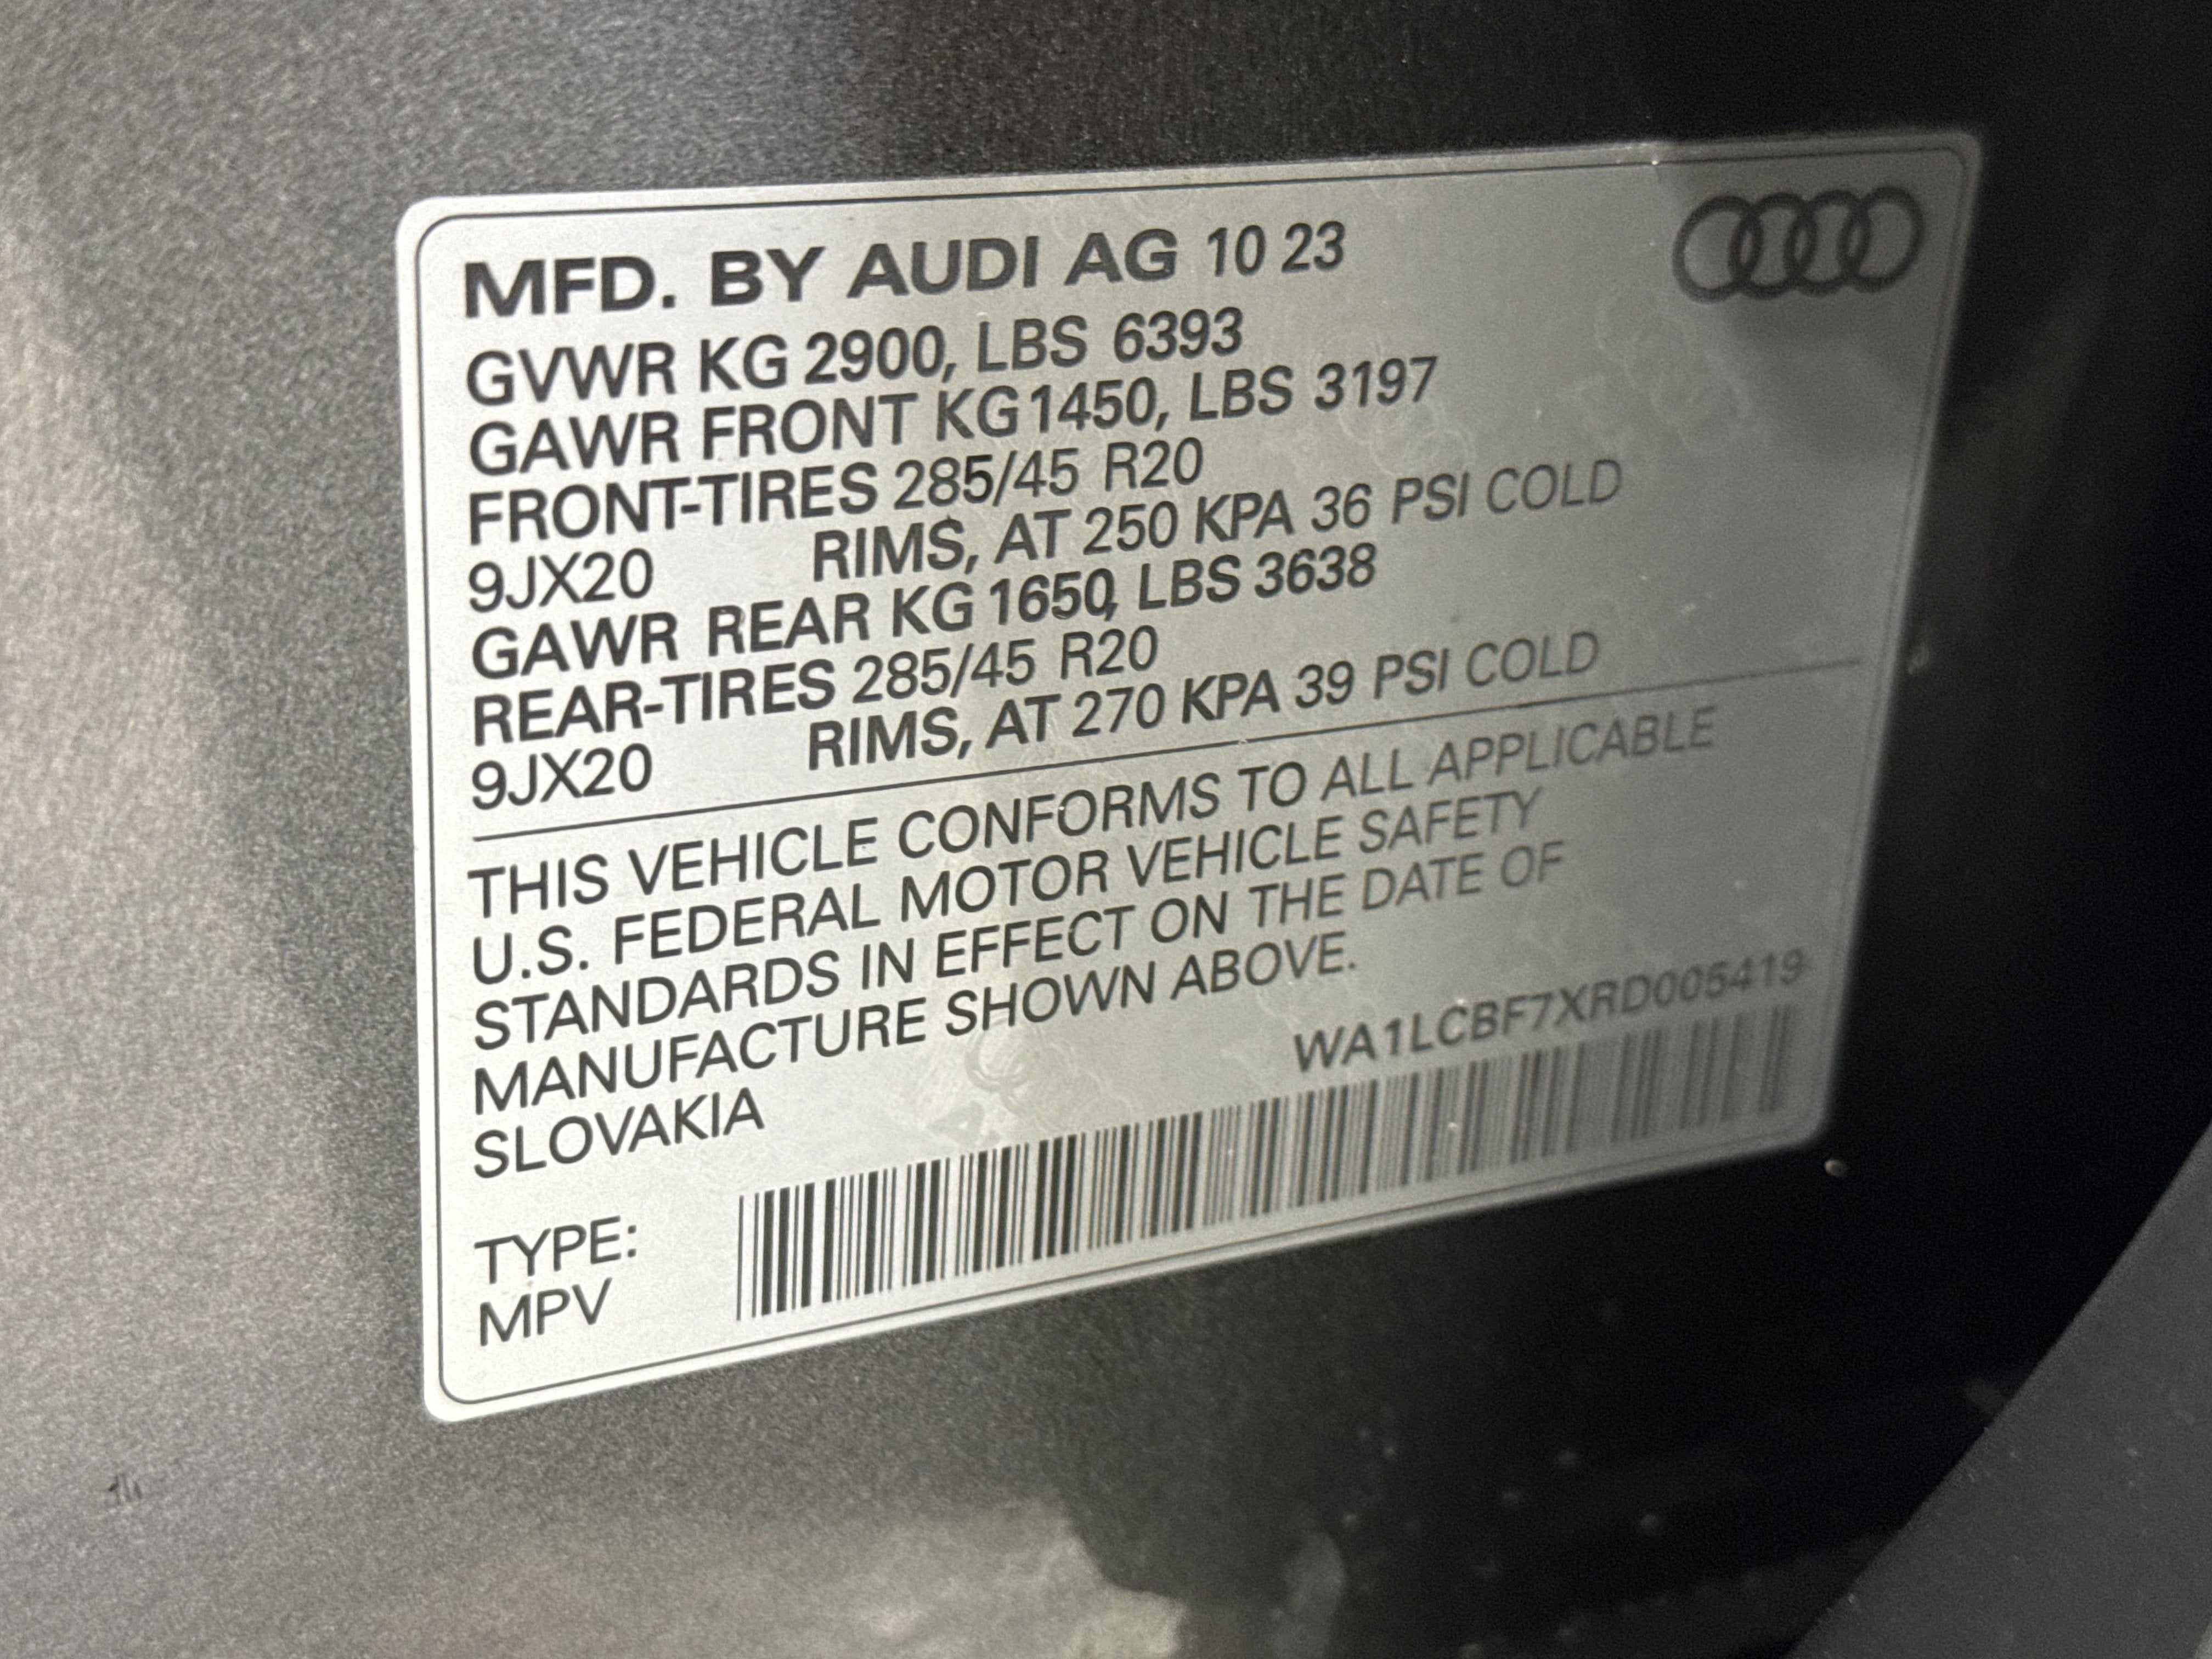 MFD. BY AUDI AG 10 23
GVWR KG 2900, LBS 6393
GAWR FRONT KG 1450, LBS 3197
FRONT-TIRES 285/45 R20
9JX20 RIMS, AT 250 KPA 36 PSI COLD
GAWR REAR KG 1650, LBS 3638
REAR-TIRES 285/45 R20
9JX20 RIMS, AT 270 KPA 39 PSI COLD
THIS VEHICLE CONFORMS TO ALL APPLICABLE
U.S. FEDERAL MOTOR VEHICLE SAFETY
STANDARDS IN EFFECT ON THE DATE OF
MANUFACTURE SHOWN ABOVE.
SLOVAKIA
WA1LCBF7XRD005419
TYPE:
MPV